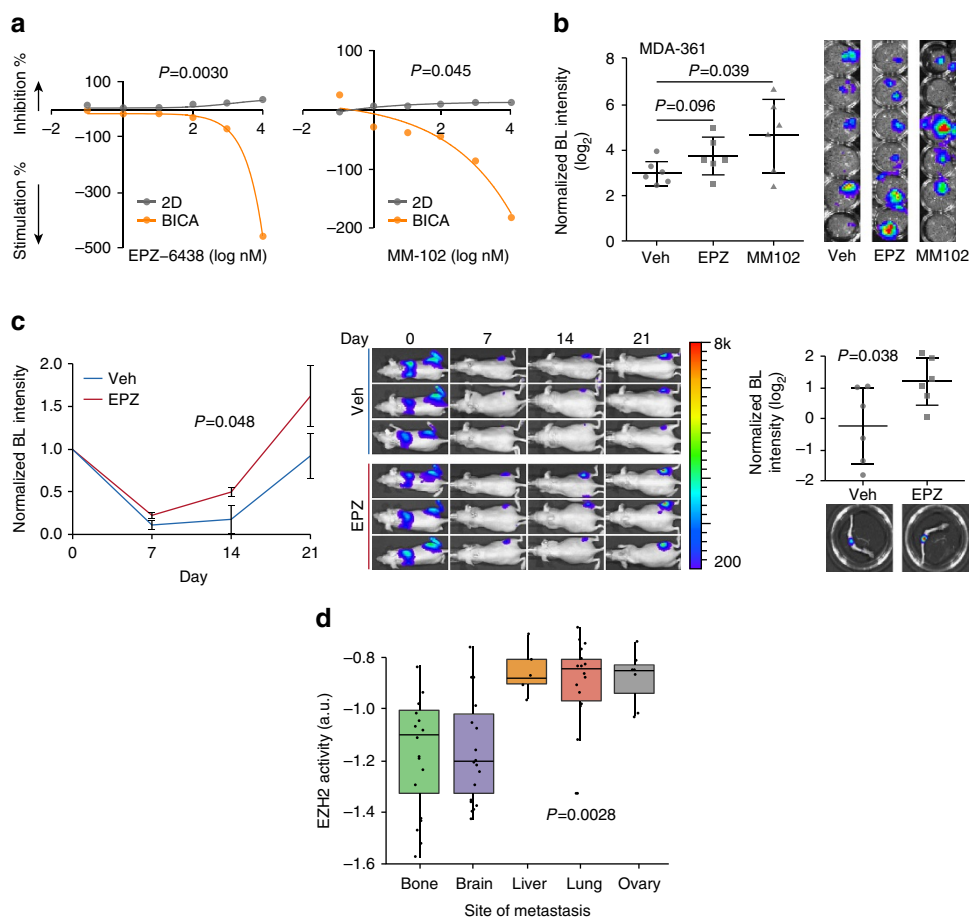 a
Inhibition %
Stimulation %
P=0.0030
100
−2
0
2
4
−100
−300
−500
2D
BICA
EPZ–6438 (log nM)
P=0.045
100
−2
0
2
4
−100
−200
2D
BICA
MM-102 (log nM)
b
MDA-361
P=0.039
P=0.096
Normalized BL intensity
(log2)
8
6
4
2
0
Veh
EPZ
MM102
Veh
EPZ
MM102
c
Normalized BL intensity
2.0
1.5
1.0
0.5
0.0
Veh
EPZ
P=0.048
0
7
14
21
Day
Day
0
7
14
21
Veh
EPZ
8k
200
Normalized BL
intensity (log2)
P=0.038
2
1
0
−1
−2
Veh
EPZ
d
EZH2 activity (a.u.)
−0.8
−1.0
−1.2
−1.4
−1.6
P=0.0028
Bone
Brain
Liver
Lung
Ovary
Site of metastasis